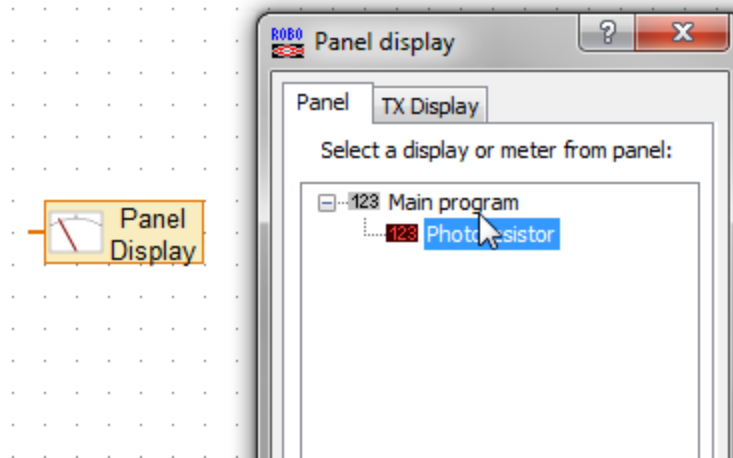 ROBO
Panel display
?
X
Panel
TX Display
Select a display or meter from panel:
123 Main program
123 Photoresistor
Panel
Display